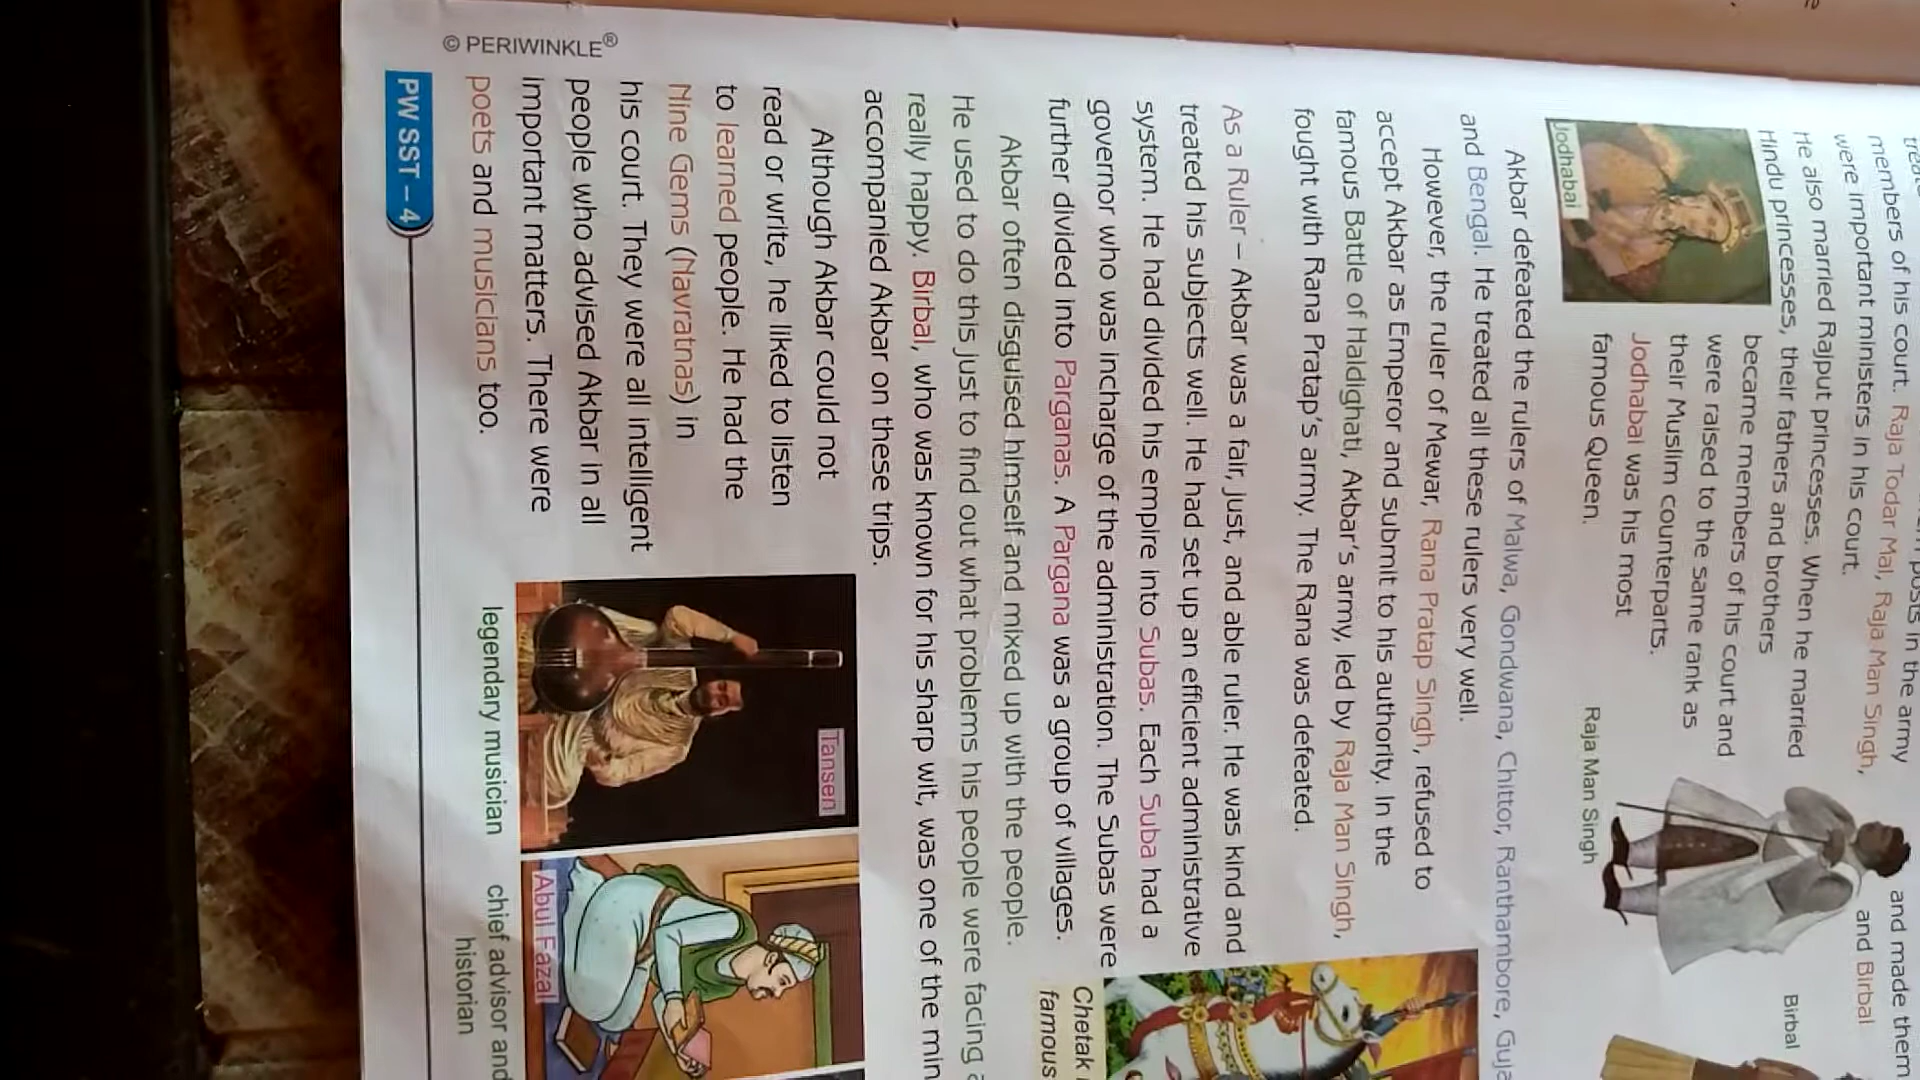 posts in the army
and made them
members of his court. Raja Todar Mal, Raja Man Singh,
and Birbal
were important ministers in his court.
He also married Rajput princesses. When he married
Hindu princesses, their fathers and brothers
became members of his court and
were raised to the same rank as
their Muslim counterparts.
Jodhabai was his most
famous Queen.
Jodhabai
Raja Man Singh
Birbal
Akbar defeated the rulers of Malwa, Gondwana, Chittor, Ranthambore, Guja
and Bengal. He treated all these rulers very well.
However, the ruler of Mewar, Rana Pratap Singh, refused to
accept Akbar as Emperor and submit to his authority. In the
famous Battle of Haldighati, Akbar's army, led by Raja Man Singh,
fought with Rana Pratap's army. The Rana was defeated.
As a Ruler – Akbar was a fair, just, and able ruler. He was kind and
treated his subjects well. He had set up an efficient administrative
system. He had divided his empire into Subas. Each Suba had a
governor who was incharge of the administration. The Subas were
further divided into Parganas. A Pargana was a group of villages.
Chetak
famous
Akbar often disguised himself and mixed up with the people.
He used to do this just to find out what problems his people were facing a
really happy. Birbal, who was known for his sharp wit, was one of the min
accompanied Akbar on these trips.
Although Akbar could not
read or write, he liked to listen
to learned people. He had the
Nine Gems (Navratnas) in
his court. They were all intelligent
people who advised Akbar in all
important matters. There were
poets and musicians too.
Tansen
legendary musician
Abul Fazal
chief advisor and
historian
© PERIWINKLE®
PW SST – 4